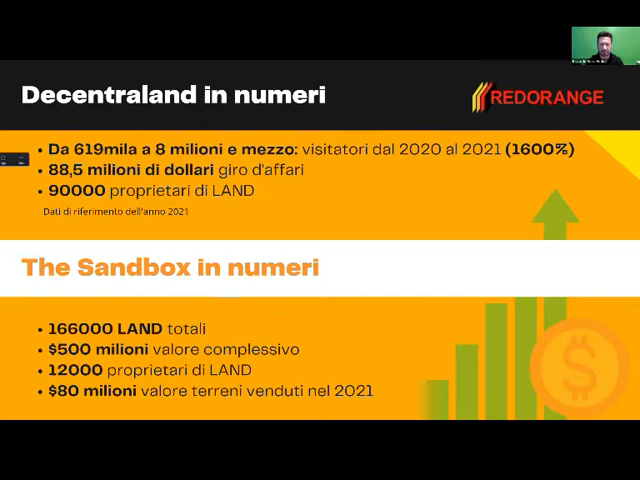 Decentraland in numeri
REDORANGE
• Da 619mila a 8 milioni e mezzo: visitatori dal 2020 al 2021 (1600%)
• 88,5 milioni di dollari giro d'affari
• 90000 proprietari di LAND
Dati di riferimento dell'anno 2021
The Sandbox in numeri
• 166000 LAND totali
• $500 milioni valore complessivo
• 12000 proprietari di LAND
• $80 milioni valore terreni venduti nel 2021
$